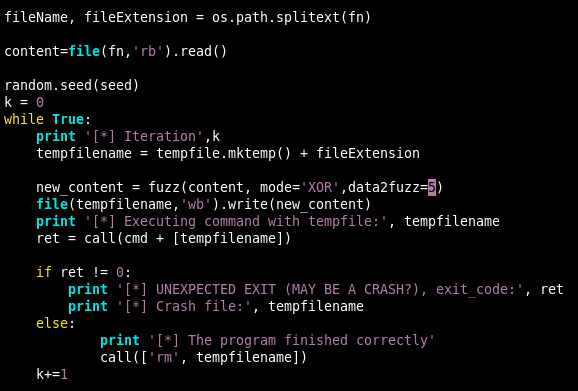 fileName, fileExtension = os.path.splitext(fn)
content=file(fn,'rb').read()
random.seed(seed)
k = 0
while True:
print '[*] Iteration',k
tempfilename = tempfile.mktemp() + fileExtension
new_content = fuzz(content, mode='XOR',data2fuzz=5)
file(tempfilename,'wb').write(new_content)
print '[*] Executing command with tempfile:', tempfilename
ret = call(cmd + [tempfilename])
if ret != 0:
print '[*] UNEXPECTED EXIT (MAY BE A CRASH?), exit_code:', ret
print '[*] Crash file:', tempfilename
else:
print '[*] The program finished correctly'
call(['rm', tempfilename])
k+=1